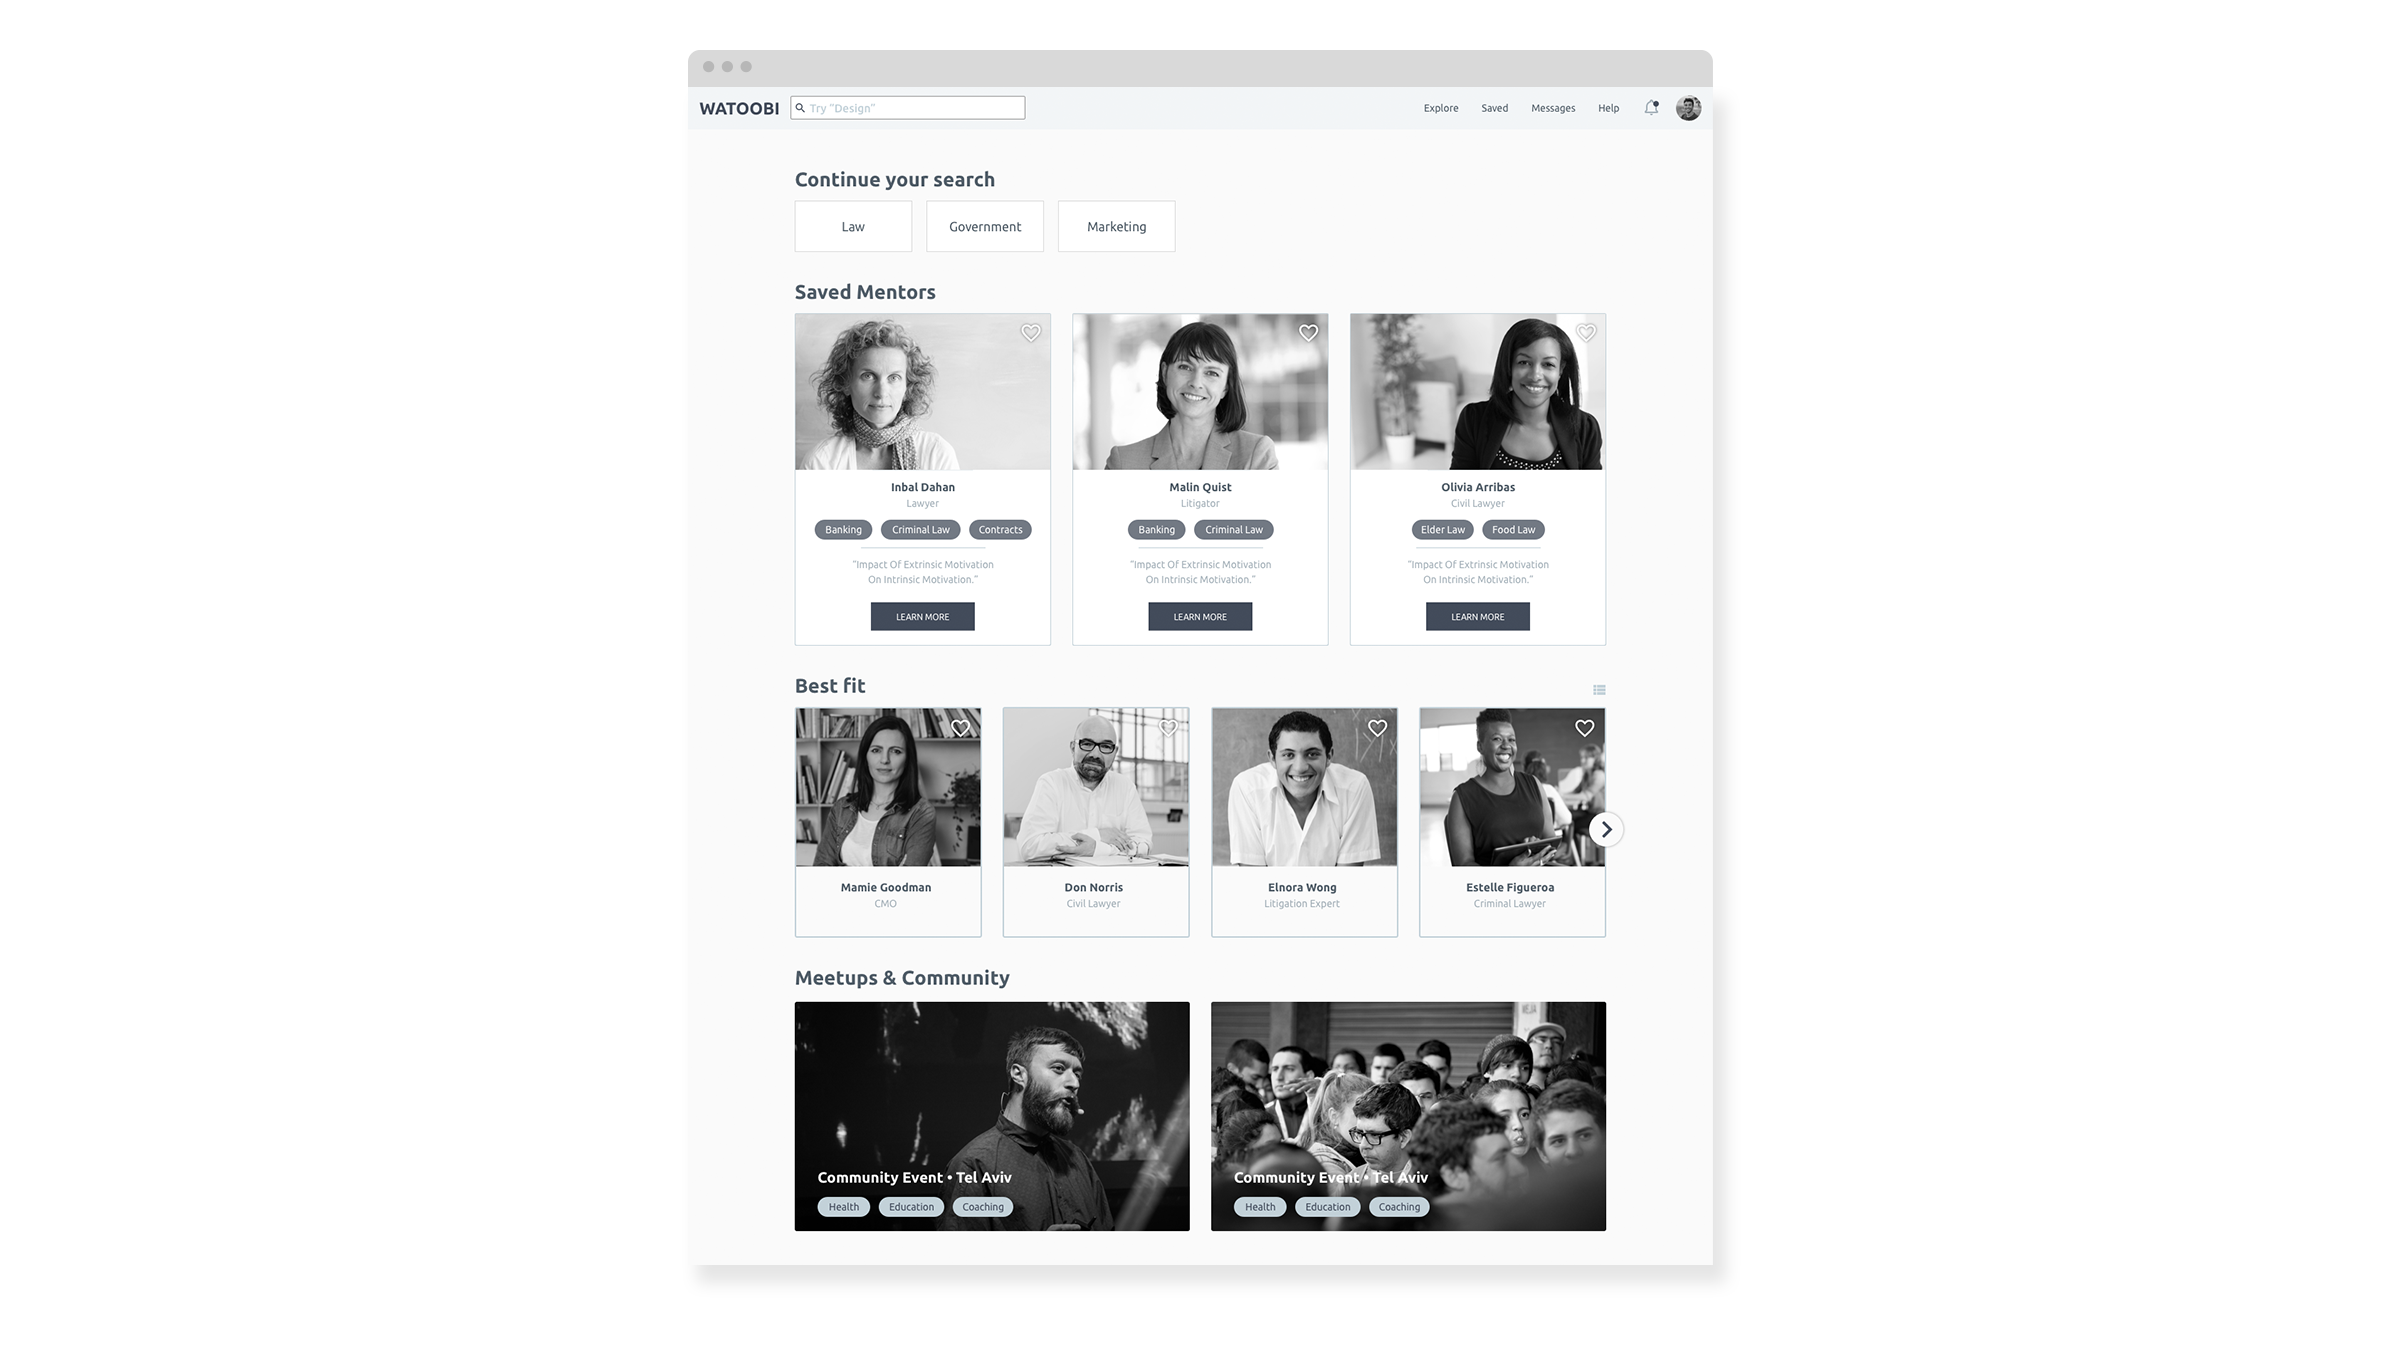 WATOOBI
Try "Design"
Explore Saved Messages Help
Continue your search
Law
Government
Marketing
Saved Mentors
Inbal Dahan
Lawyer
Banking Criminal Law Contracts
"Impact Of Extrinsic Motivation
On Intrinsic Motivation."
LEARN MORE
Malin Quist
Litigator
Banking Criminal Law
"Impact Of Extrinsic Motivation
On Intrinsic Motivation."
LEARN MORE
Olivia Arribas
Civil Lawyer
Elder Law Food Law
"Impact Of Extrinsic Motivation
On Intrinsic Motivation."
LEARN MORE
Best fit
Mamie Goodman
CMO
Don Norris
Civil Lawyer
Elnora Wong
Litigation Expert
Estelle Figueroa
Criminal Lawyer
Meetups & Community
Community Event • Tel Aviv
Health Education Coaching
Community Event • Tel Aviv
Health Education Coaching